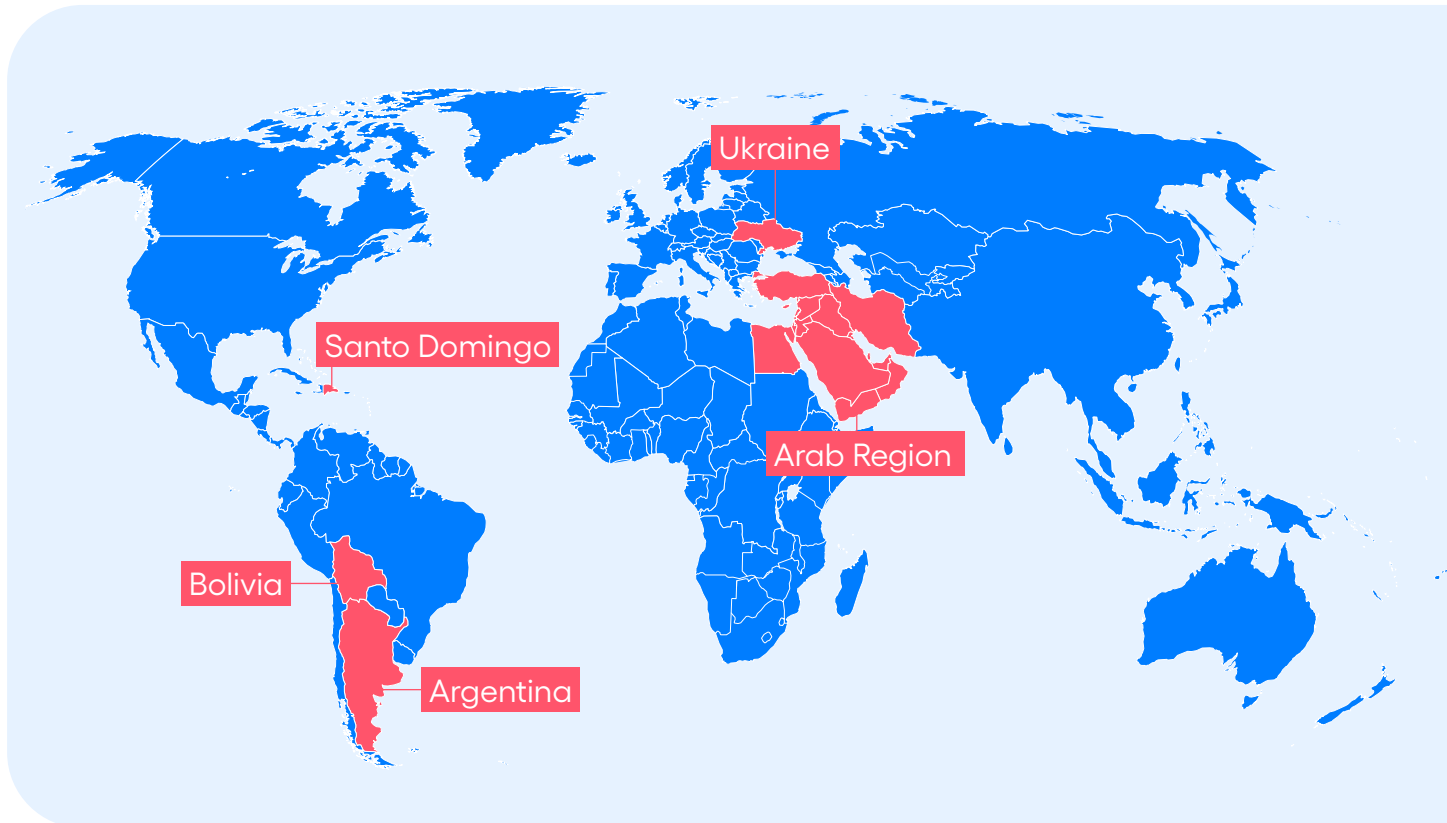 Ukraine
Santo Domingo
Arab Region
Bolivia
Argentina